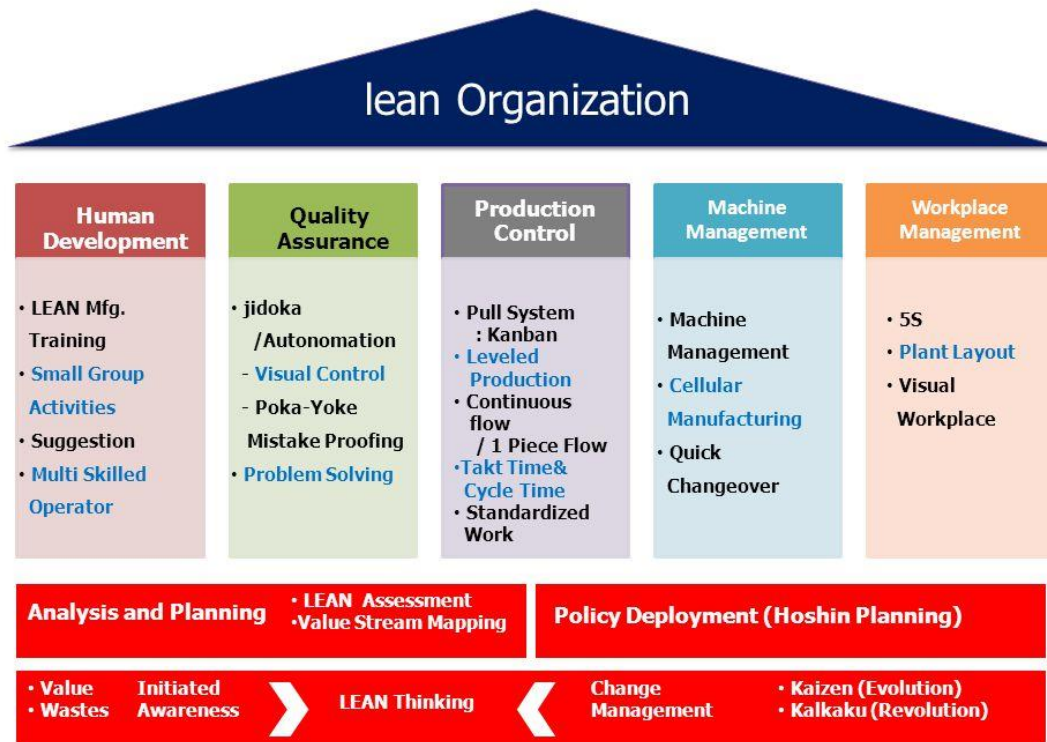 lean Organization
Human
Development
• LEAN Mfg.
Training
• Small Group
Activities
• Suggestion
• Multi Skilled
Operator
Quality
Assurance
• jidoka
/Autonomation
- Visual Control
- Poka-Yoke
Mistake Proofing
• Problem Solving
Production
Control
• Pull System
: Kanban
• Leveled
Production
• Continuous
flow
/ 1 Piece Flow
•Takt Time&
Cycle Time
• Standardized
Work
Machine
Management
• Machine
Management
• Cellular
Manufacturing
• Quick
Changeover
Workplace
Management
• 5S
• Plant Layout
• Visual
Workplace
Analysis and Planning
• LEAN Assessment
•Value Stream Mapping
Policy Deployment (Hoshin Planning)
• Value
• Wastes
Initiated
Awareness
LEAN Thinking
Change
Management
• Kaizen (Evolution)
• Kalkaku (Revolution)